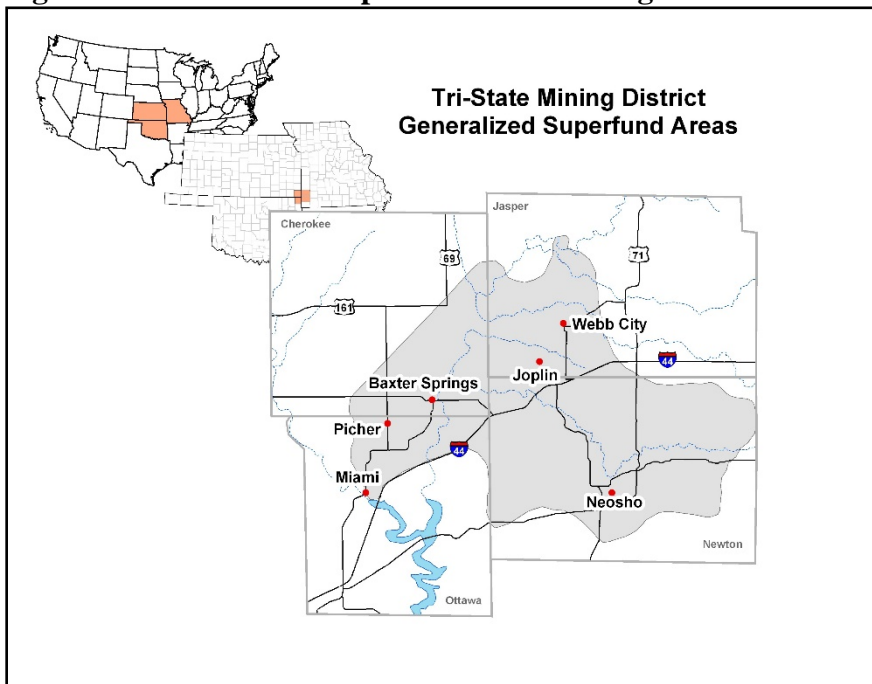 Tri-State Mining District
Generalized Superfund Areas
Jasper
Cherokee
69
71
161
Webb City
44
Joplin
Baxter Springs
Picher
44
Miami
Neosho
Newton
Ottawa